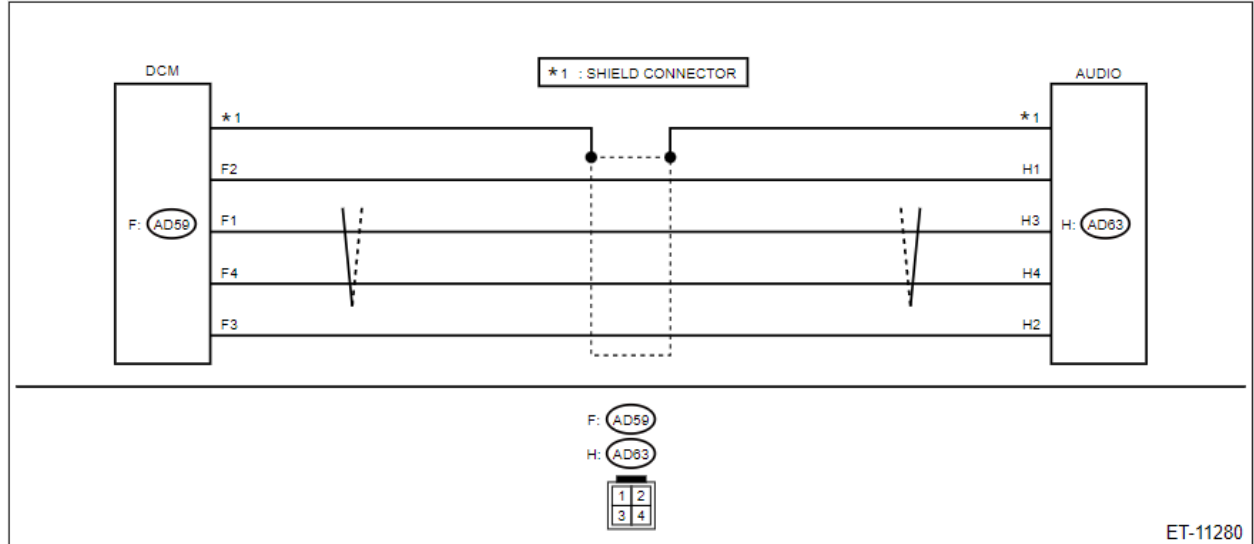 DCM
*1 : SHIELD CONNECTOR
AUDIO
*1
*1
F2
H1
F: AD59
F1
H3
H: AD63
F4
H4
F3
H2
F: AD59
H: AD63
1 2
3 4
ET-11280